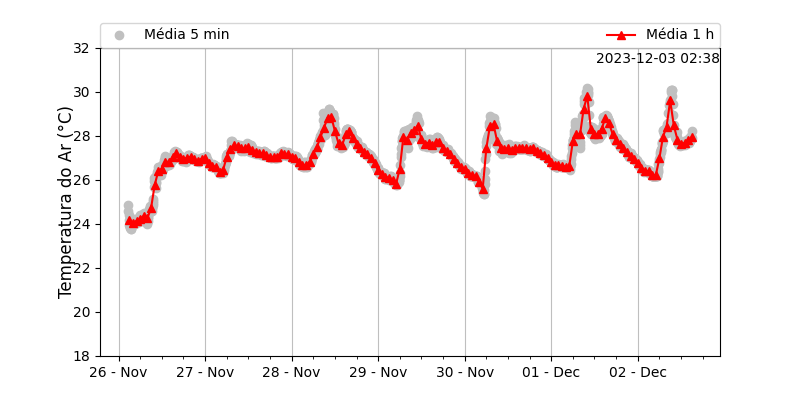 Média 5 min
Média 1 h
2023-12-03 02:38
Temperatura do Ar (°C)
32
30
28
26
24
22
20
18
26 - Nov
27 - Nov
28 - Nov
29 - Nov
30 - Nov
01 - Dec
02 - Dec